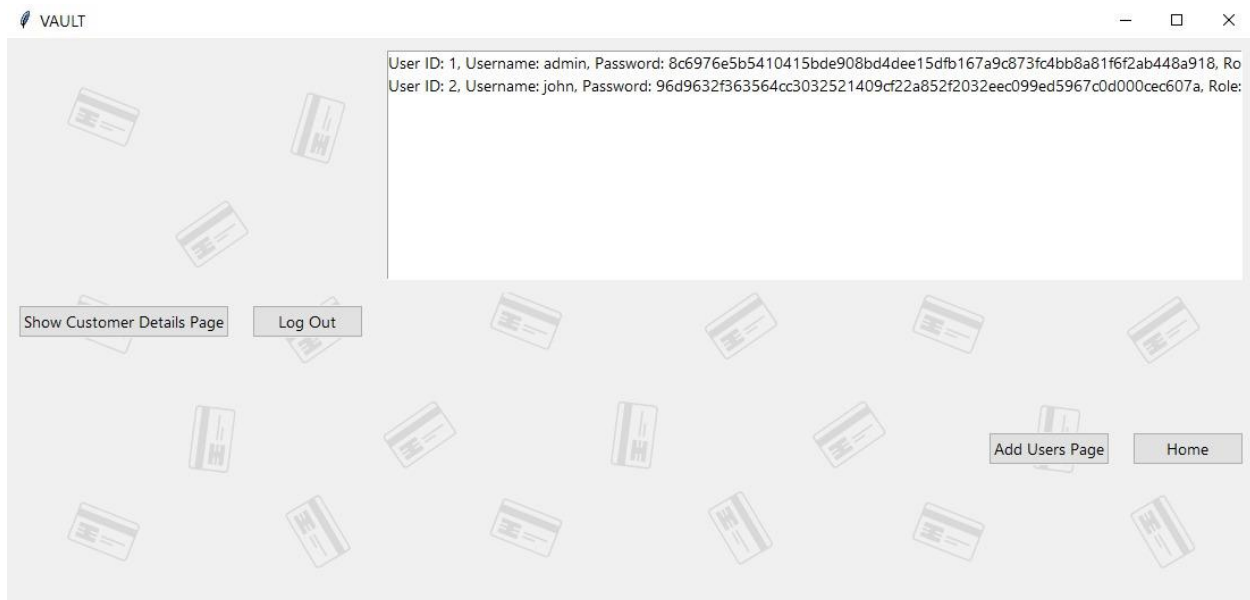 VAULT
User ID: 1, Username: admin, Password: 8c6976e5b5410415bde908bd4dee15dfb167a9c873fc4bb8a81f6f2ab448a918, Ro
User ID: 2, Username: john, Password: 96d9632f363564cc3032521409cf22a852f2032eec099ed5967c0d000cec607a, Role:
Show Customer Details Page
Log Out
Add Users Page
Home